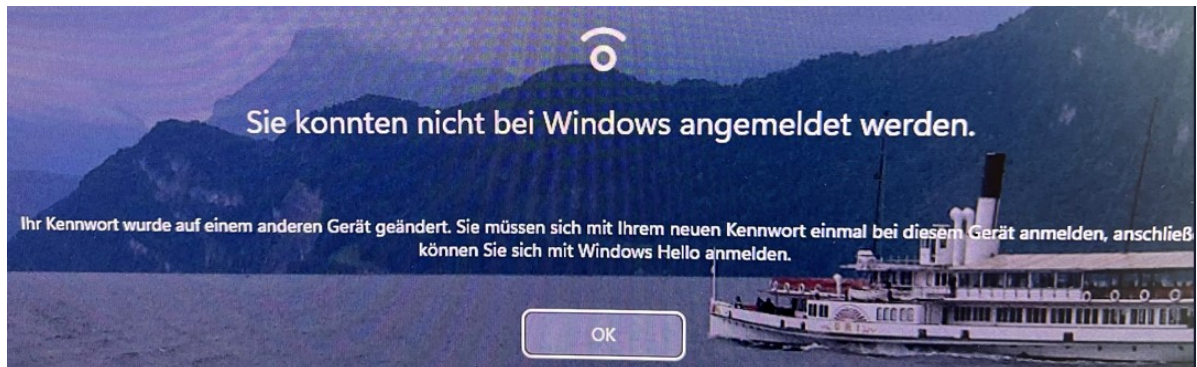 Sie konnten nicht bei Windows angemeldet werden.
Ihr Kennwort wurde auf einem anderen Gerät geändert. Sie müssen sich mit Ihrem neuen Kennwort einmal bei diesem Gerät anmelden, anschließ
können Sie sich mit Windows Hello anmelden.
OK